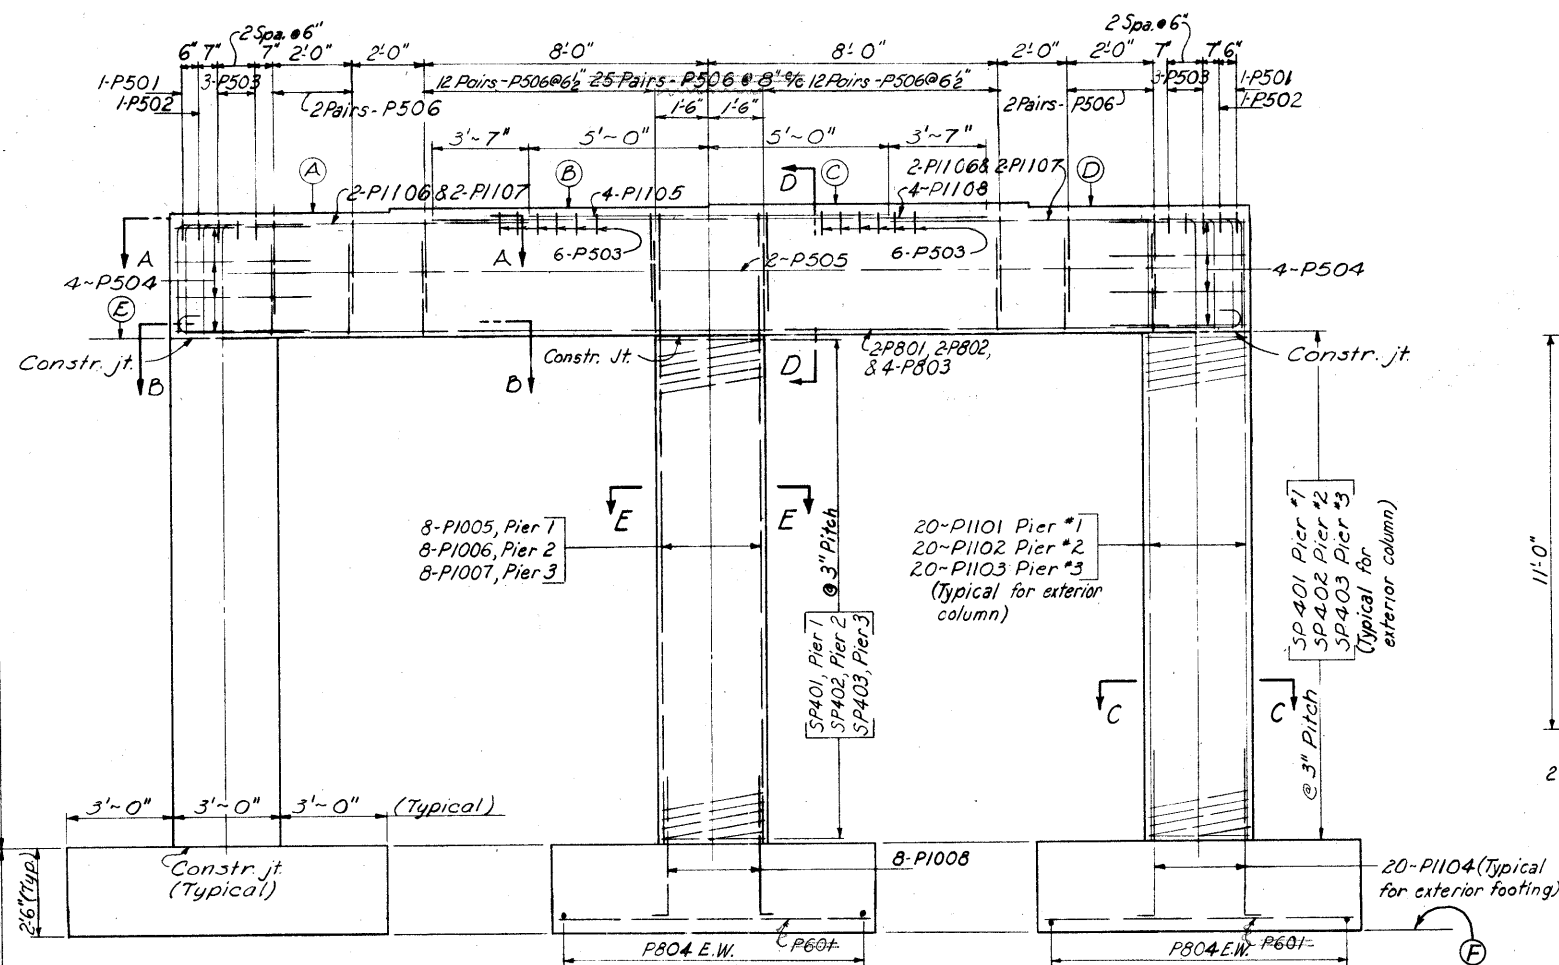 2 Spa. @ 6"
2 Spa. @ 6"
6" 7" 7" 2'-0" 2'-0" 8'-0" 8'-0" 2'-0" 2'-0" 7" 7" 6"
1-P501 3-P503 12 Pairs-P506@6½" 25 Pairs-P506 @ 8" c/c 12 Pairs-P506@6½" 3-P503 1-P501
1-P502 2 Pairs-P506 1'-6" 1'-6" 2 Pairs-P506 1-P502
3'~7" 5'~0" 5'~0" 3'~7"
A 2-P1106 & 2-P1107 B 4-P1105 D C 2-P1106 & 2-P1107 D
4~P1108
A A 6-P503 2-P505 6-P503
4~P504 4~P504
E
Constr. jt. Constr. Jt. 2-P801, 2-P802, Constr. jt.
& 4-P803
B B D
E E
8-P1005, Pier 1
8-P1006, Pier 2
8-P1007, Pier 3
@ 3" Pitch
SP401, Pier 1
SP402, Pier 2
SP403, Pier 3
20~P1101 Pier #1
20~P1102 Pier #2
20~P1103 Pier #3
(Typical for exterior
column)
SP401 Pier #1
SP402 Pier #2
SP403 Pier #3
(Typical for
exterior column)
@ 3" Pitch
11'-0"
2
C C
3'~0" 3'~0" 3'~0" (Typical)
2'6" (Typ.)
Constr. jt.
(Typical)
8-P1008
20~P1104 (Typical
for exterior footing)
P601 P601
P804 E.W. P804 E.W.
F